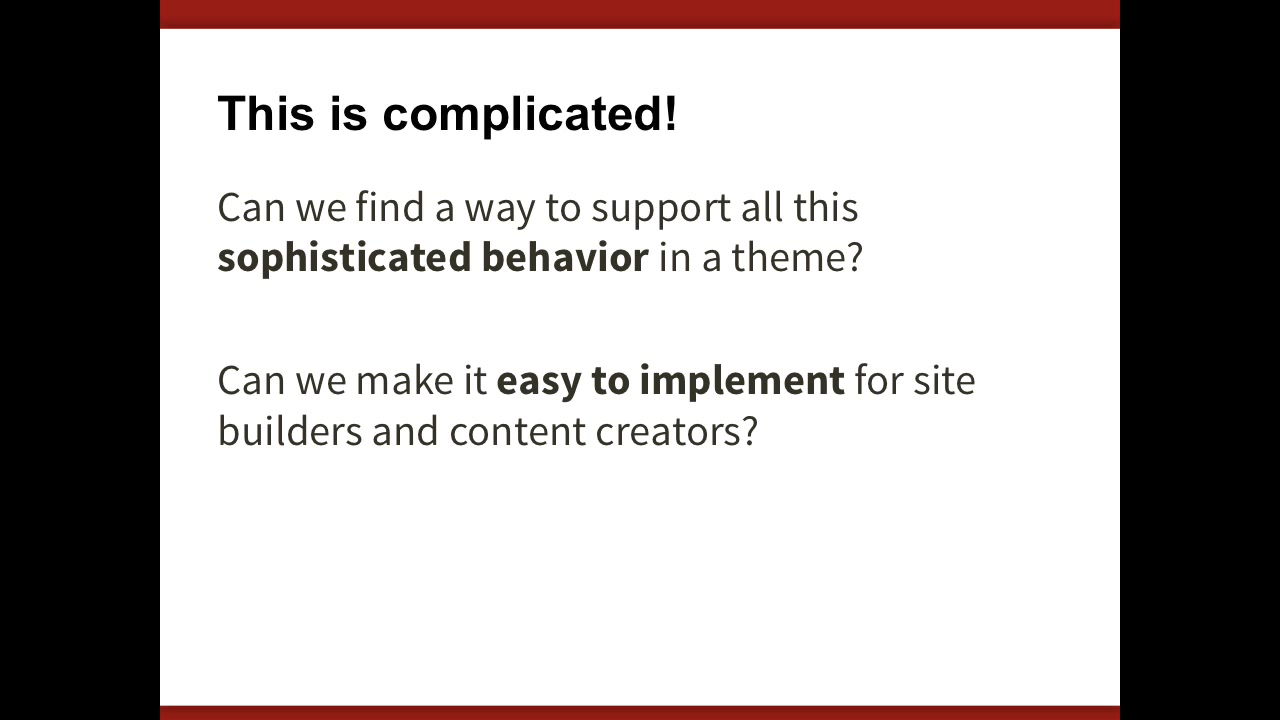 This is complicated!
Can we find a way to support all this
sophisticated behavior in a theme?
Can we make it easy to implement for site
builders and content creators?